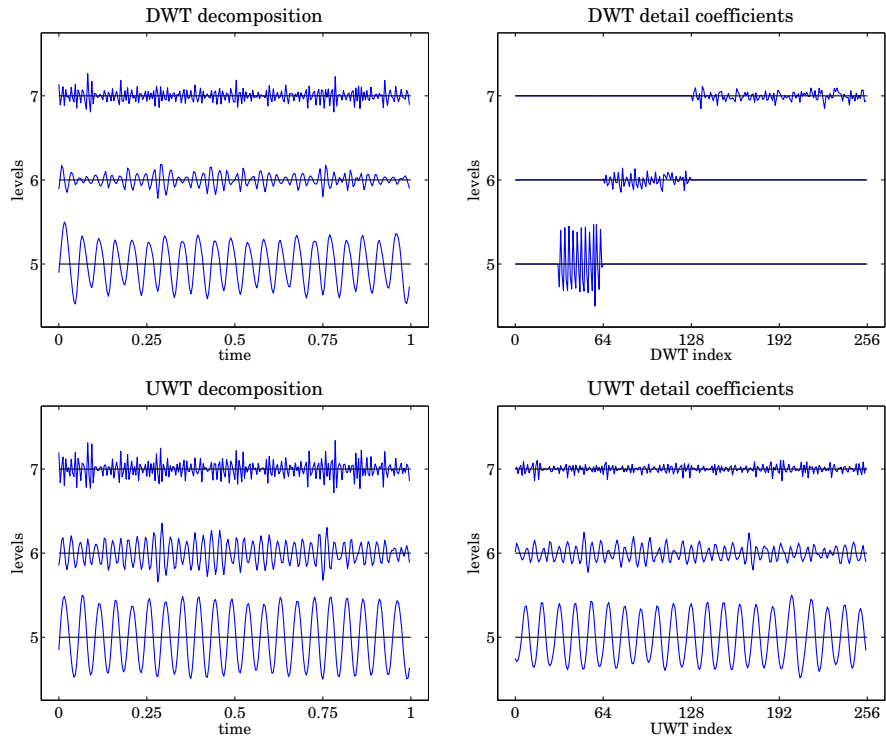 DWT decomposition
7
6
5
levels
0 0.25 0.5 0.75 1
time
DWT detail coefficients
7
6
5
levels
0 64 128 192 256
DWT index
UWT decomposition
7
6
5
levels
0 0.25 0.5 0.75 1
time
UWT detail coefficients
7
6
5
levels
0 64 128 192 256
UWT index